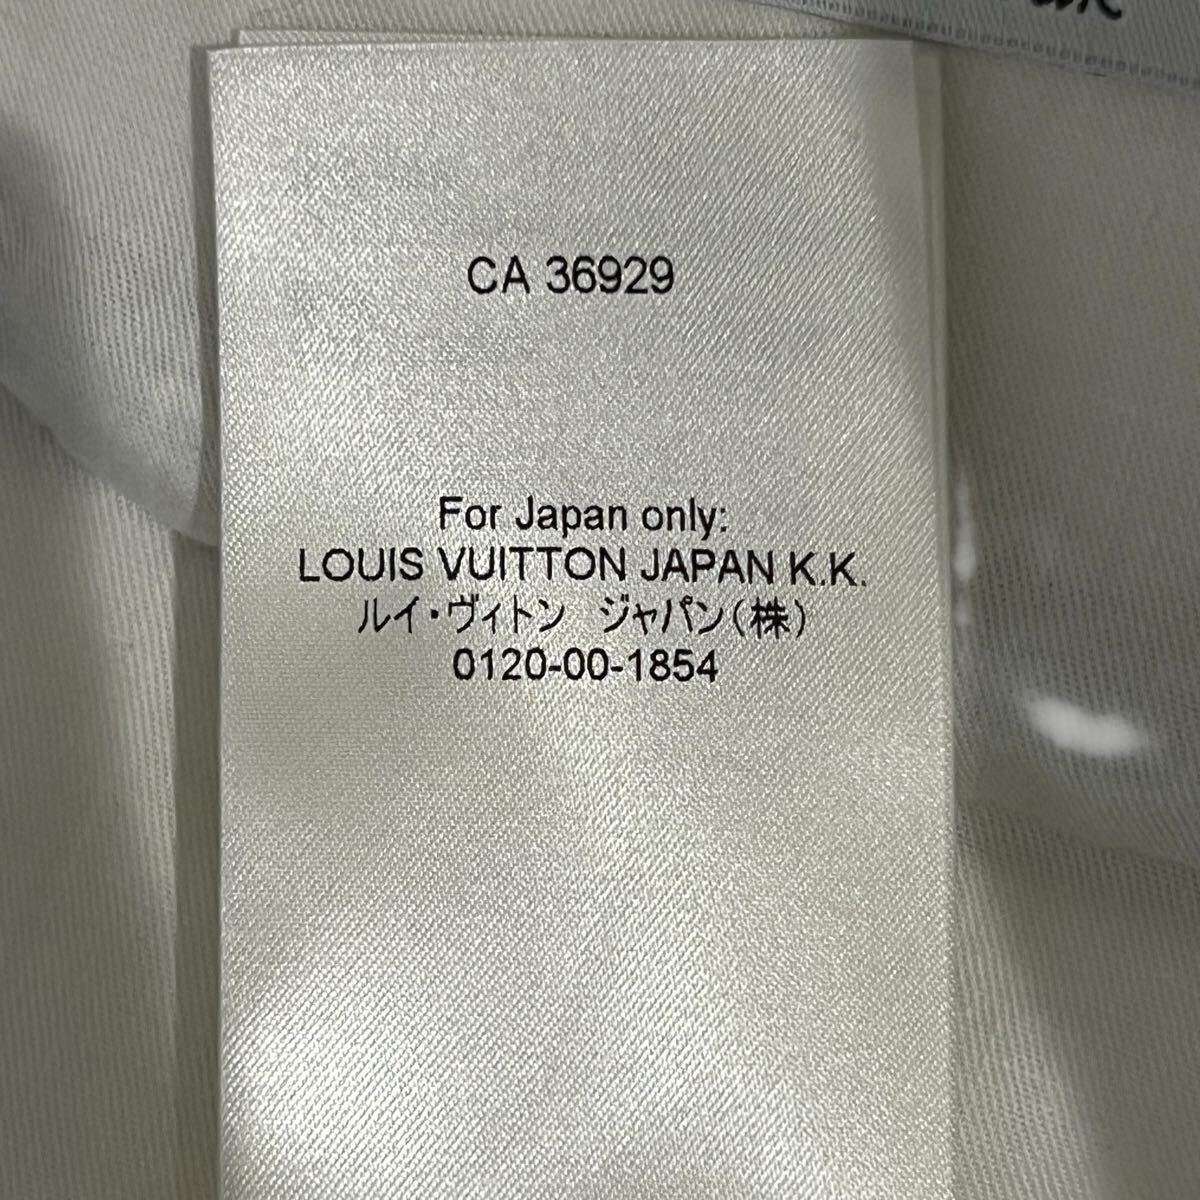 CA 36929
For Japan only:
LOUIS VUITTON JAPAN K.K.
ルイ・ヴィトン　ジャパン（株）
0120-00-1854